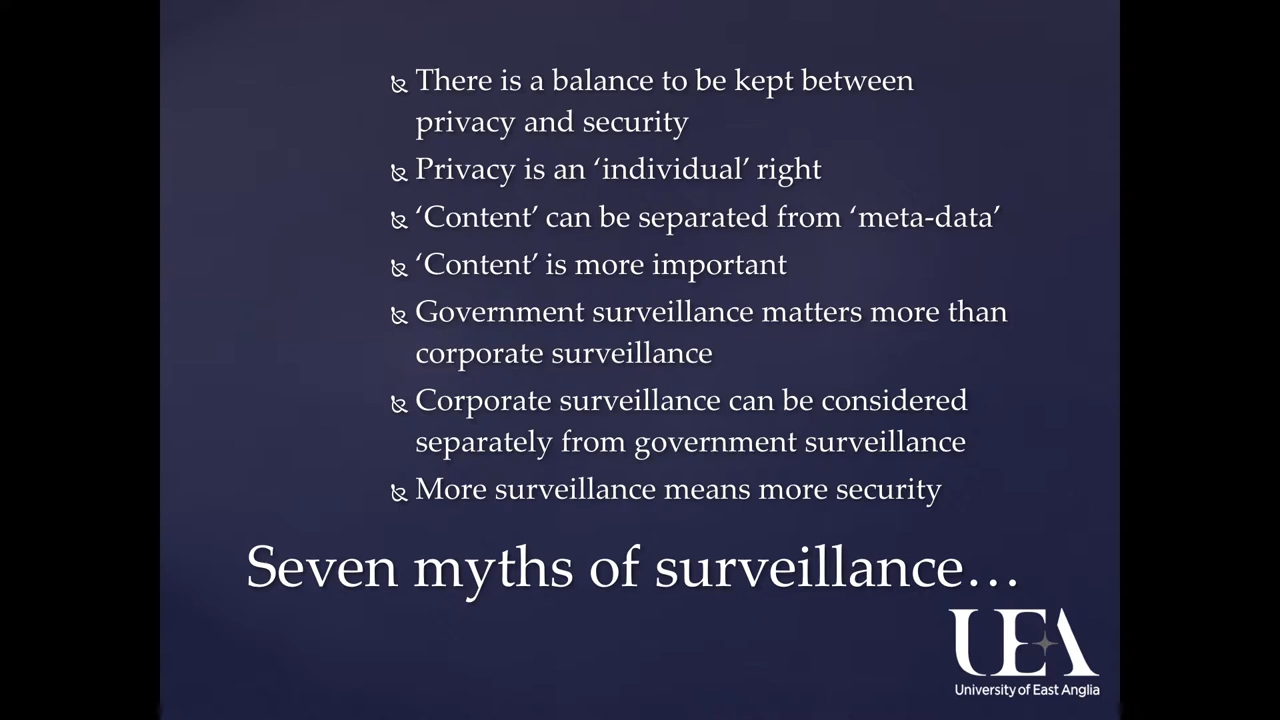 There is a balance to be kept between
privacy and security
Privacy is an ‘individual’ right
‘Content’ can be separated from ‘meta-data’
‘Content’ is more important
Government surveillance matters more than
corporate surveillance
Corporate surveillance can be considered
separately from government surveillance
More surveillance means more security
Seven myths of surveillance…
UEA
University of East Anglia